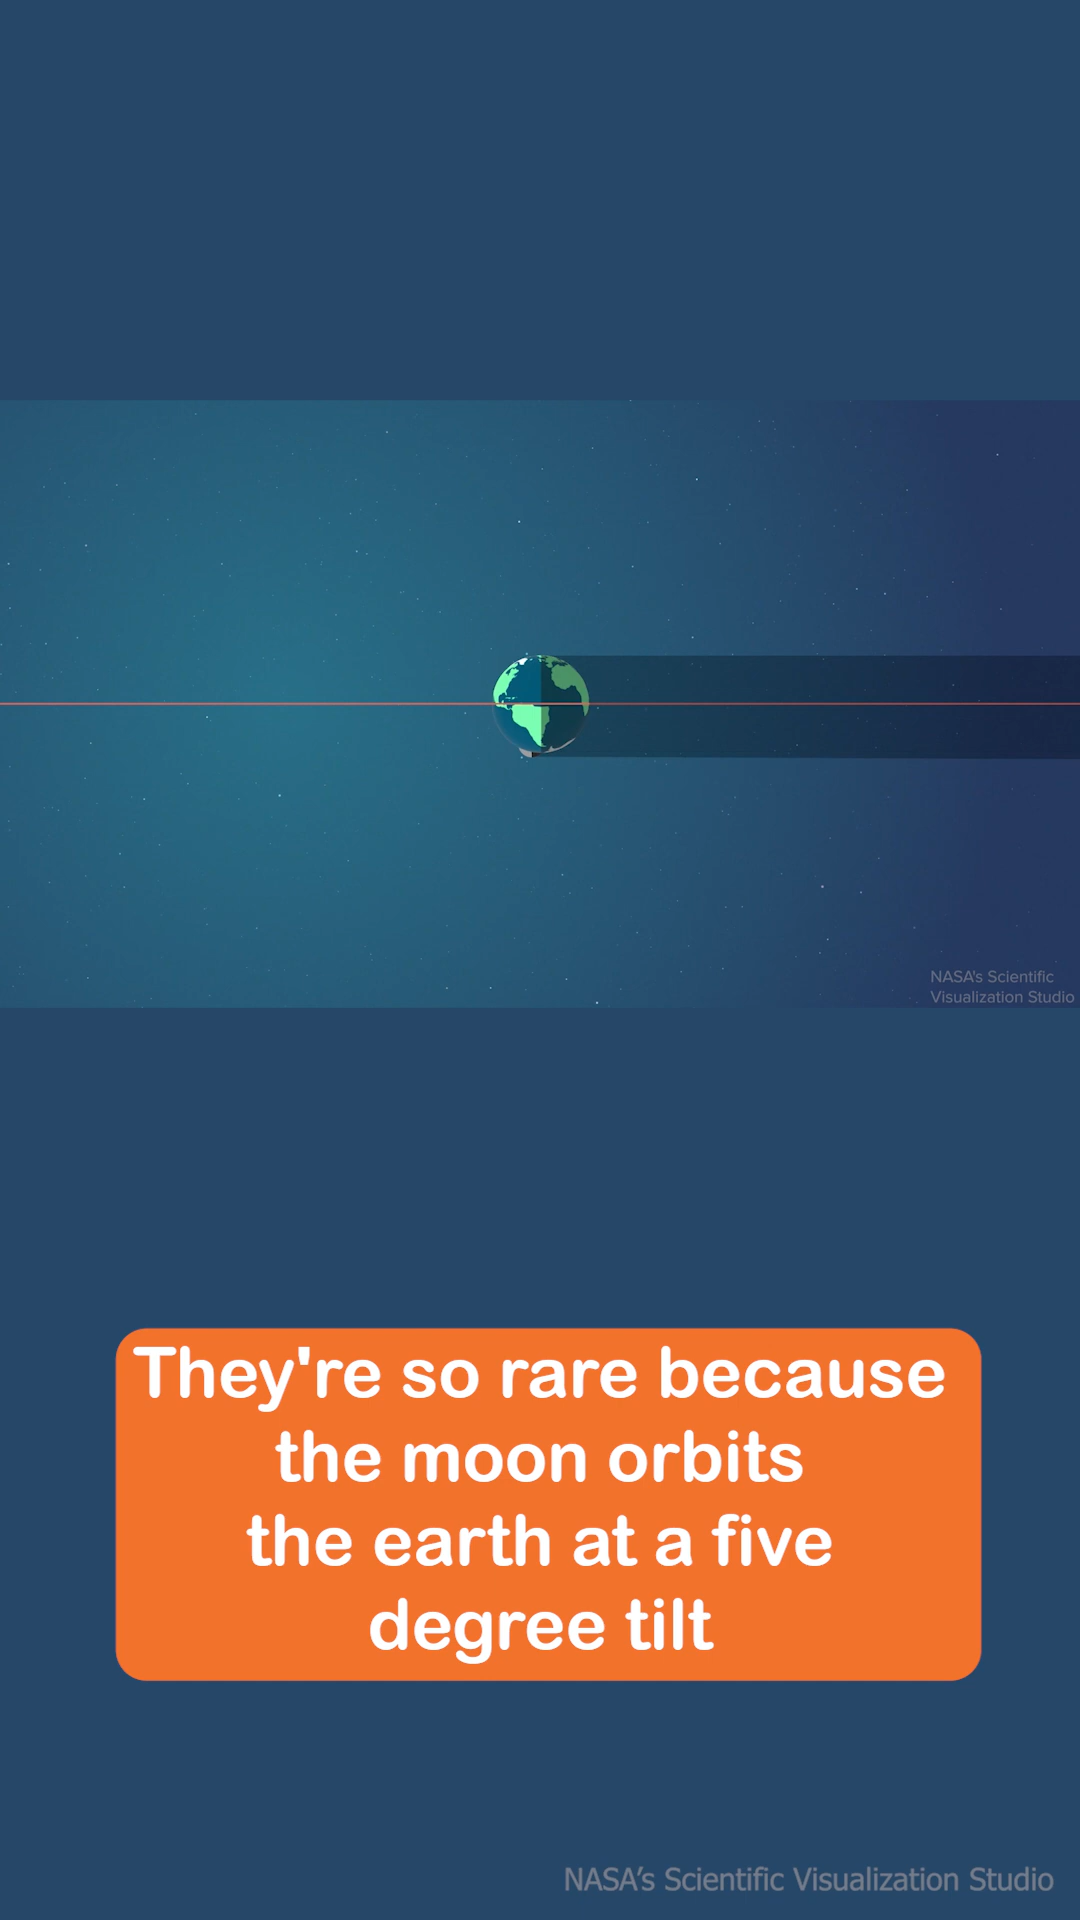 NASA's Scientific
Visualization Studio
They're so rare because
the moon orbits
the earth at a five
degree tilt
NASA's Scientific Visualization Studio